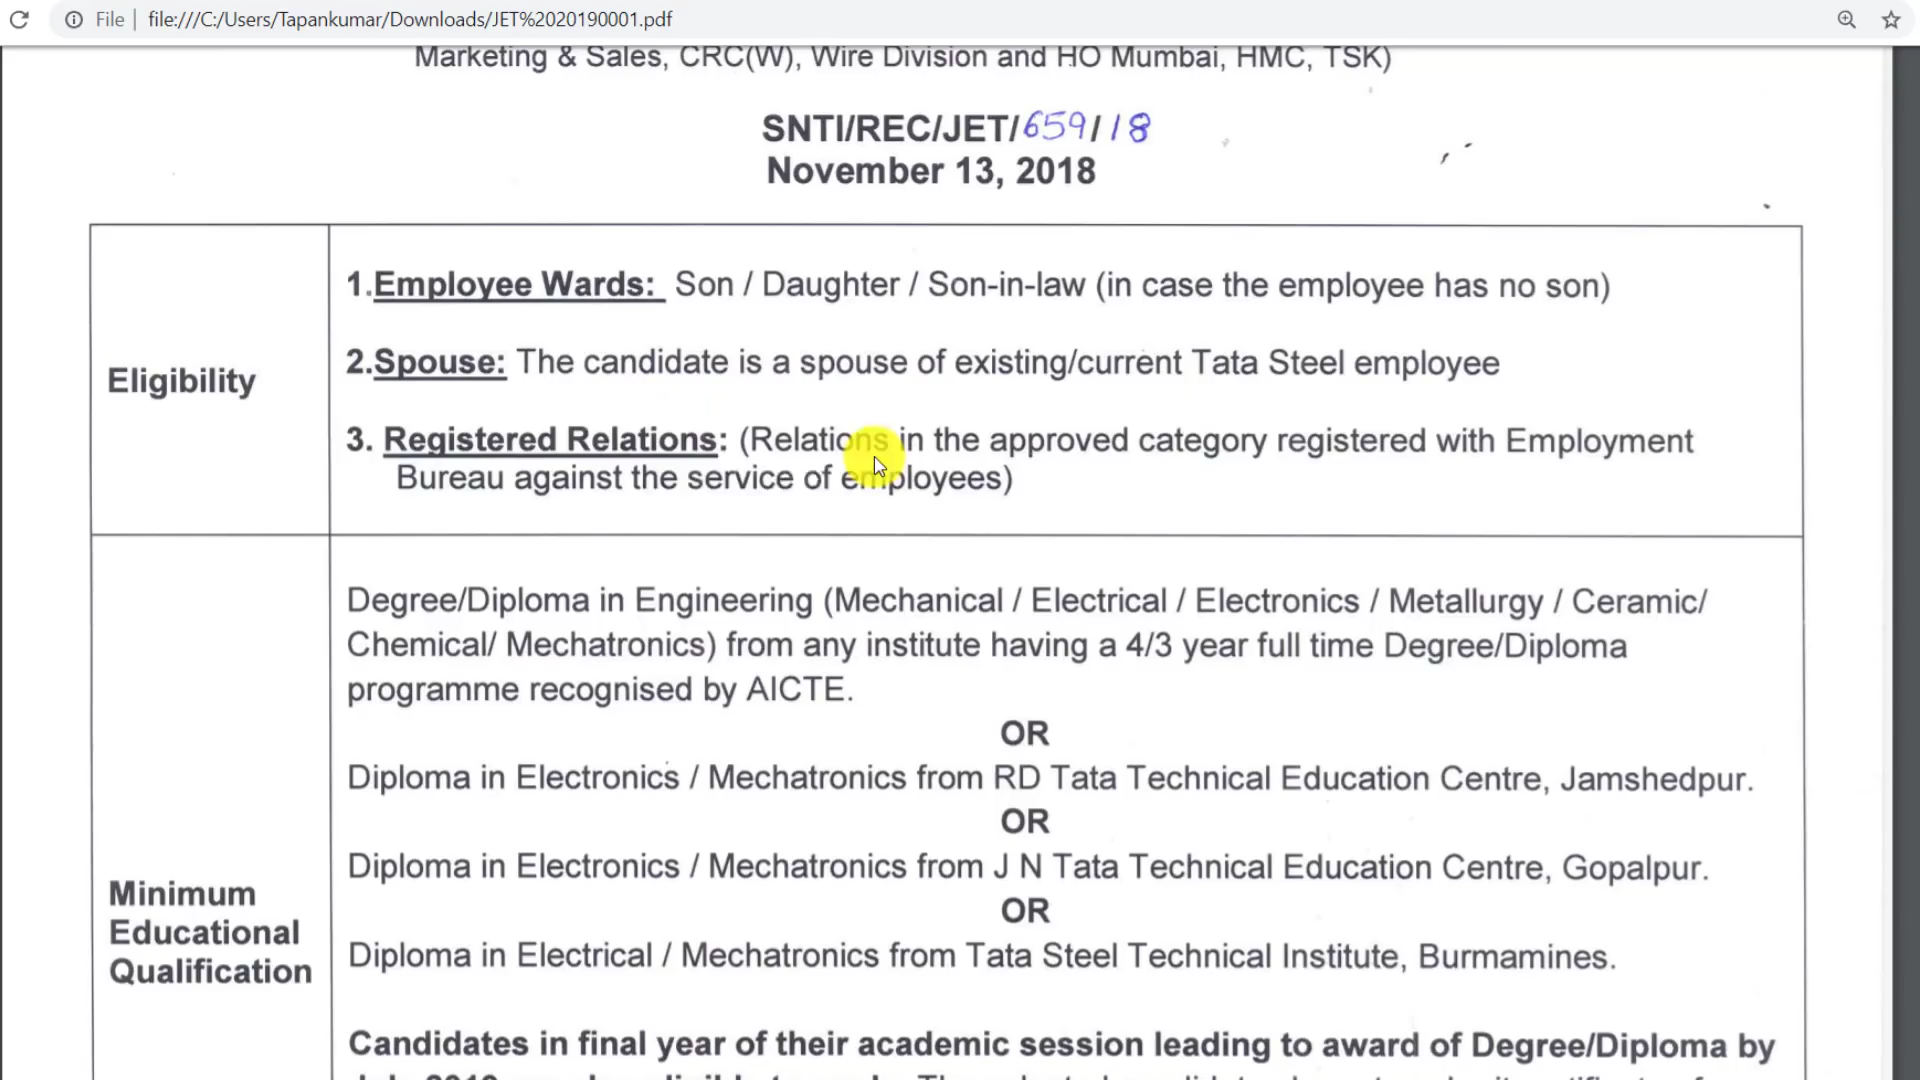 File | file:///C:/Users/Tapankumar/Downloads/JET%2020190001.pdf
Marketing & Sales, CRC(W), Wire Division and HO Mumbai, HMC, TSK)
SNTI/REC/JET/659/18
November 13, 2018
Eligibility
1.Employee Wards: Son / Daughter / Son-in-law (in case the employee has no son)
2.Spouse: The candidate is a spouse of existing/current Tata Steel employee
3. Registered Relations: (Relations in the approved category registered with Employment
Bureau against the service of employees)
Minimum
Educational
Qualification
Degree/Diploma in Engineering (Mechanical / Electrical / Electronics / Metallurgy / Ceramic/
Chemical/ Mechatronics) from any institute having a 4/3 year full time Degree/Diploma
programme recognised by AICTE.
OR
Diploma in Electronics / Mechatronics from RD Tata Technical Education Centre, Jamshedpur.
OR
Diploma in Electronics / Mechatronics from J N Tata Technical Education Centre, Gopalpur.
OR
Diploma in Electrical / Mechatronics from Tata Steel Technical Institute, Burmamines.
Candidates in final year of their academic session leading to award of Degree/Diploma by